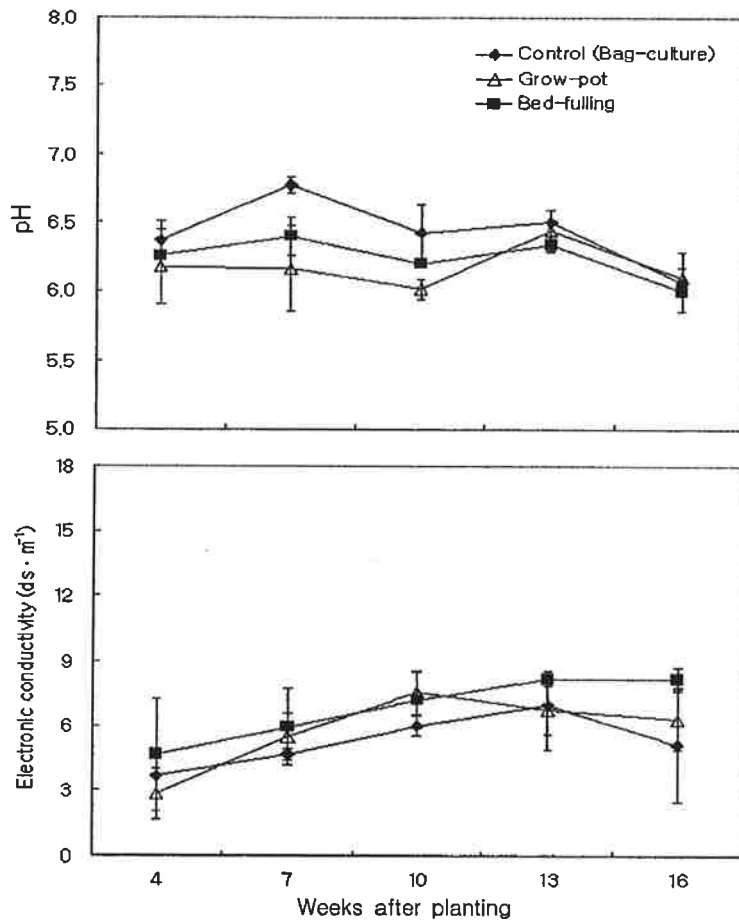 8.0
7.5
7.0
6.5
6.0
5.5
5.0
pH
Control (Bag-culture)
Grow-pot
Bed-fulling
18
15
12
9
6
3
0
Electronic conductivity (ds · m⁻¹)
4 7 10 13 16
Weeks after planting